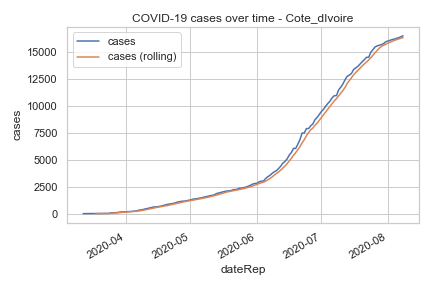 COVID-19 cases over time - Cote_dIvoire
cases
cases (rolling)
cases
15000
12500
10000
7500
5000
2500
0
2020-04
2020-05
2020-06
2020-07
2020-08
dateRep